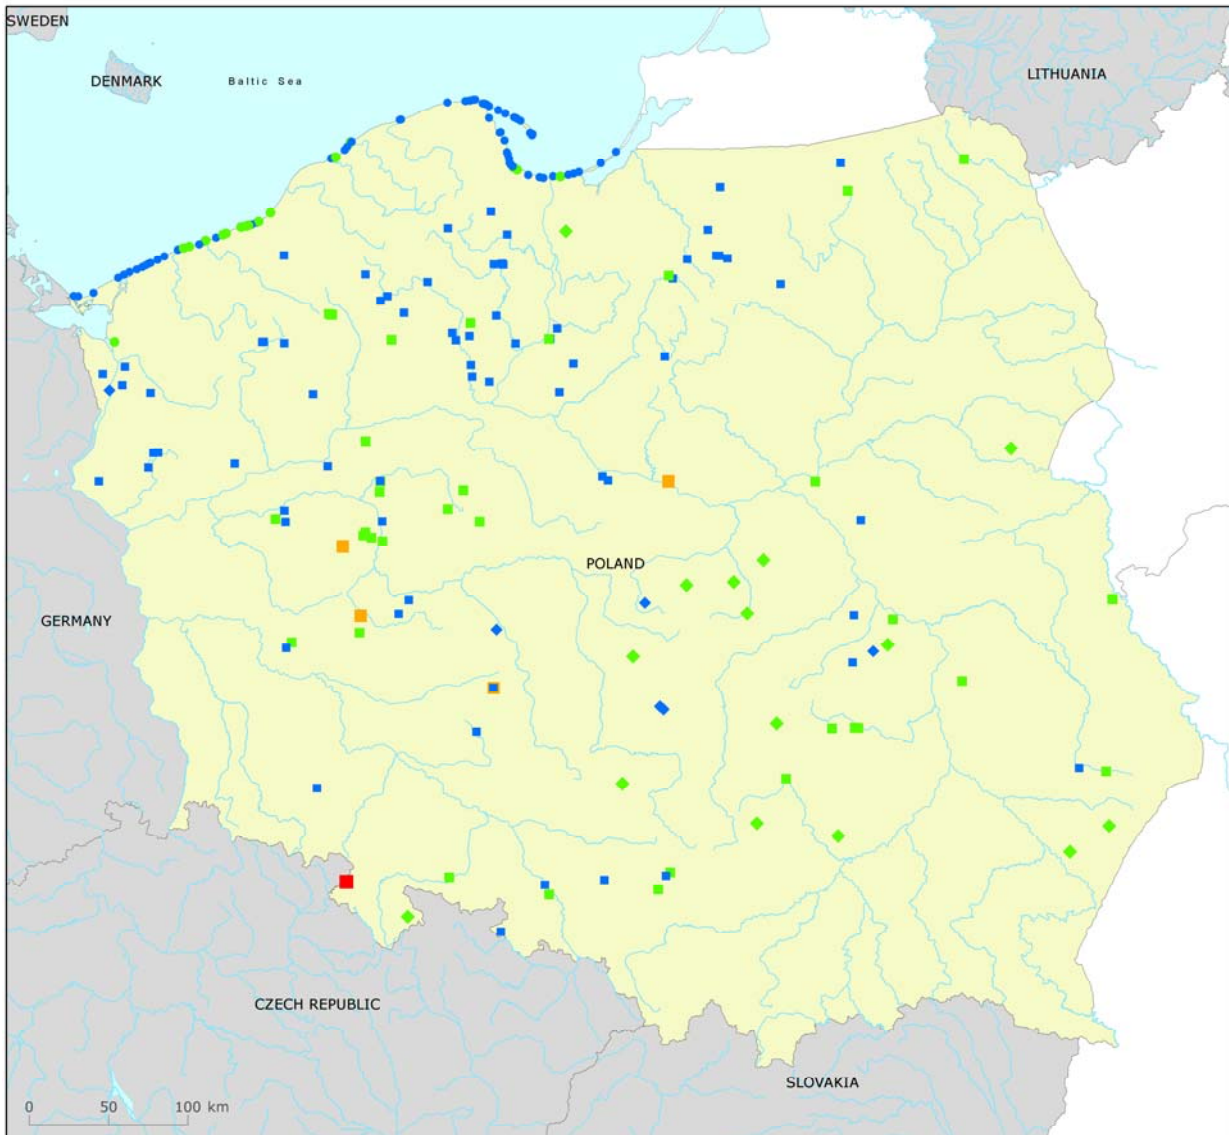 SWEDEN
DENMARK
Baltic Sea
LITHUANIA
POLAND
GERMANY
CZECH REPUBLIC
SLOVAKIA
0 50 100 km